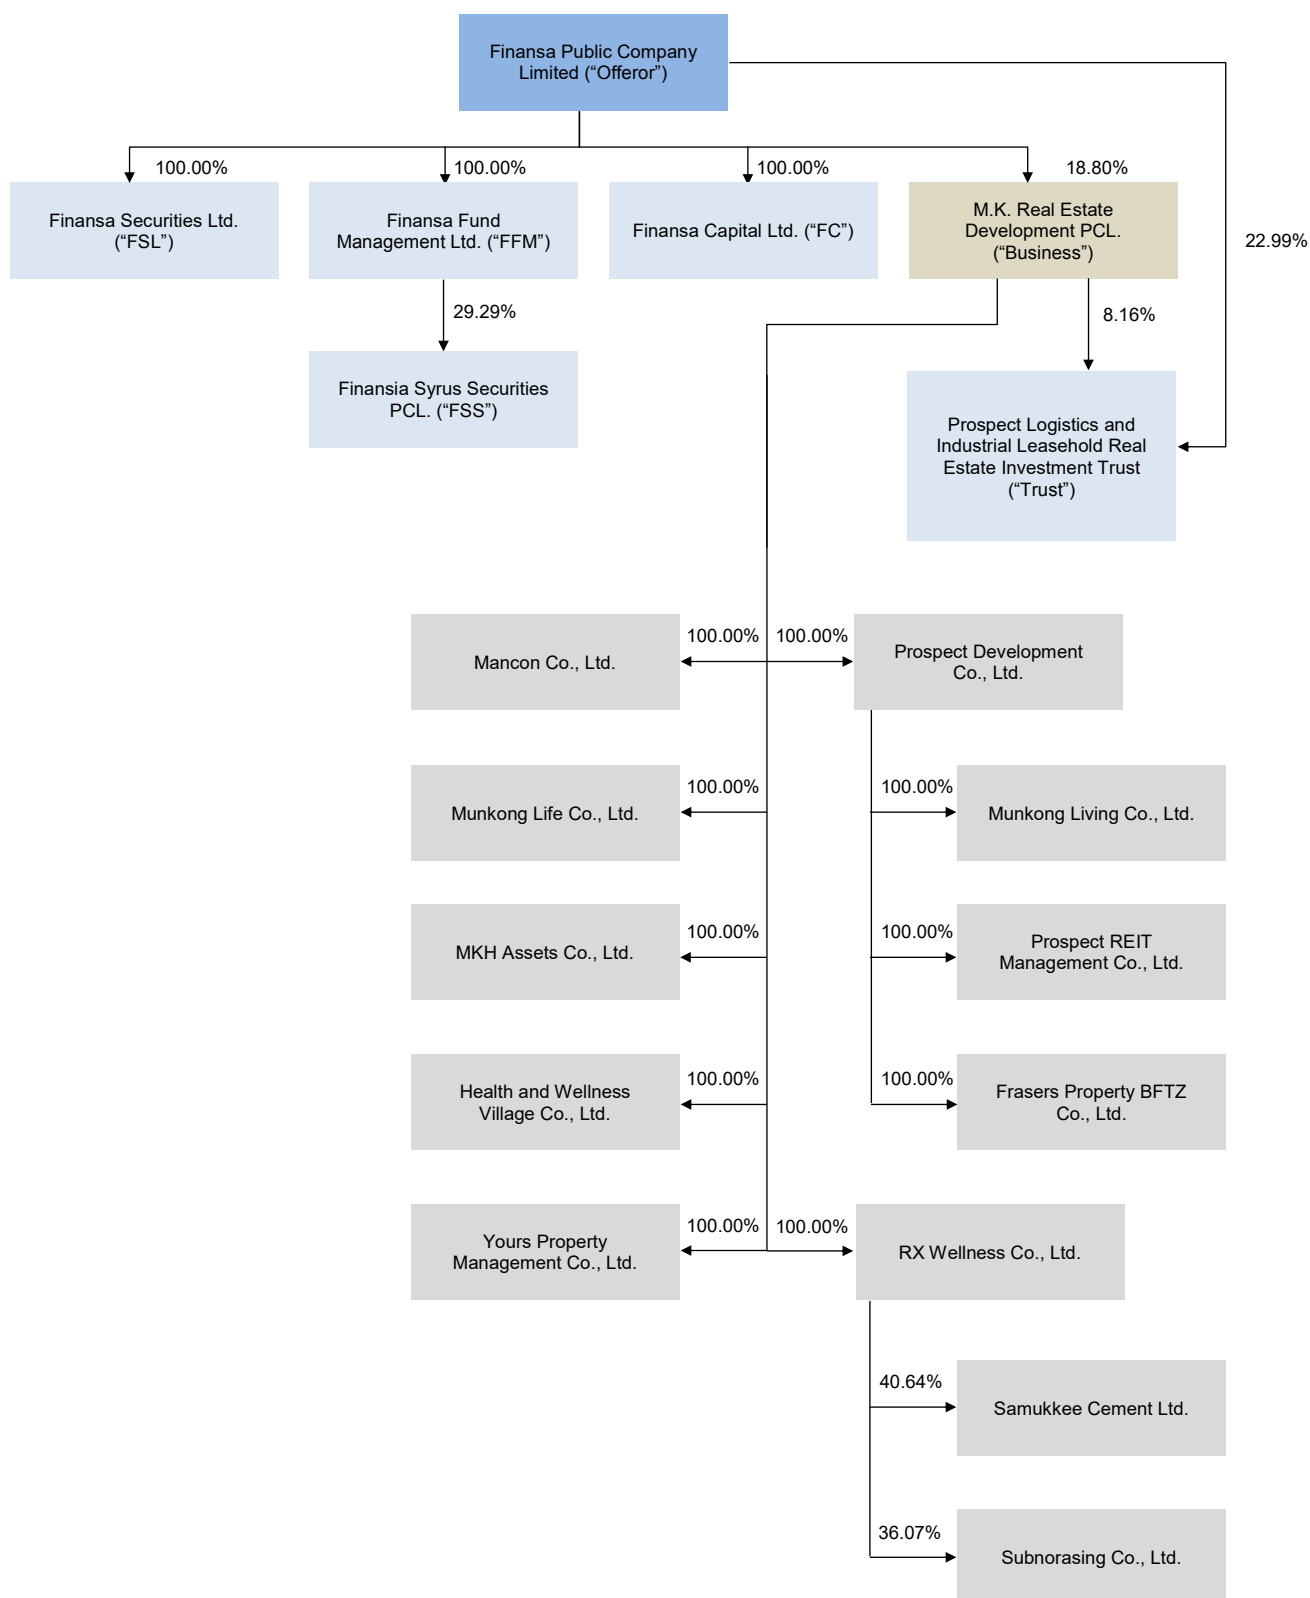 Finansa Public Company
Limited (“Offeror”)
100.00%
100.00%
100.00%
18.80%
Finansa Securities Ltd.
(“FSL”)
Finansa Fund
Management Ltd. (“FFM”)
Finansa Capital Ltd. (“FC”)
M.K. Real Estate
Development PCL.
(“Business”)
22.99%
29.29%
8.16%
Finansia Syrus Securities
PCL. (“FSS”)
Prospect Logistics and
Industrial Leasehold Real
Estate Investment Trust
(“Trust”)
Mancon Co., Ltd.
100.00%
100.00%
Prospect Development
Co., Ltd.
Munkong Life Co., Ltd.
100.00%
100.00%
Munkong Living Co., Ltd.
MKH Assets Co., Ltd.
100.00%
100.00%
Prospect REIT
Management Co., Ltd.
Health and Wellness
Village Co., Ltd.
100.00%
100.00%
Frasers Property BFTZ
Co., Ltd.
Yours Property
Management Co., Ltd.
100.00%
100.00%
RX Wellness Co., Ltd.
40.64%
Samukkee Cement Ltd.
36.07%
Subnorasing Co., Ltd.